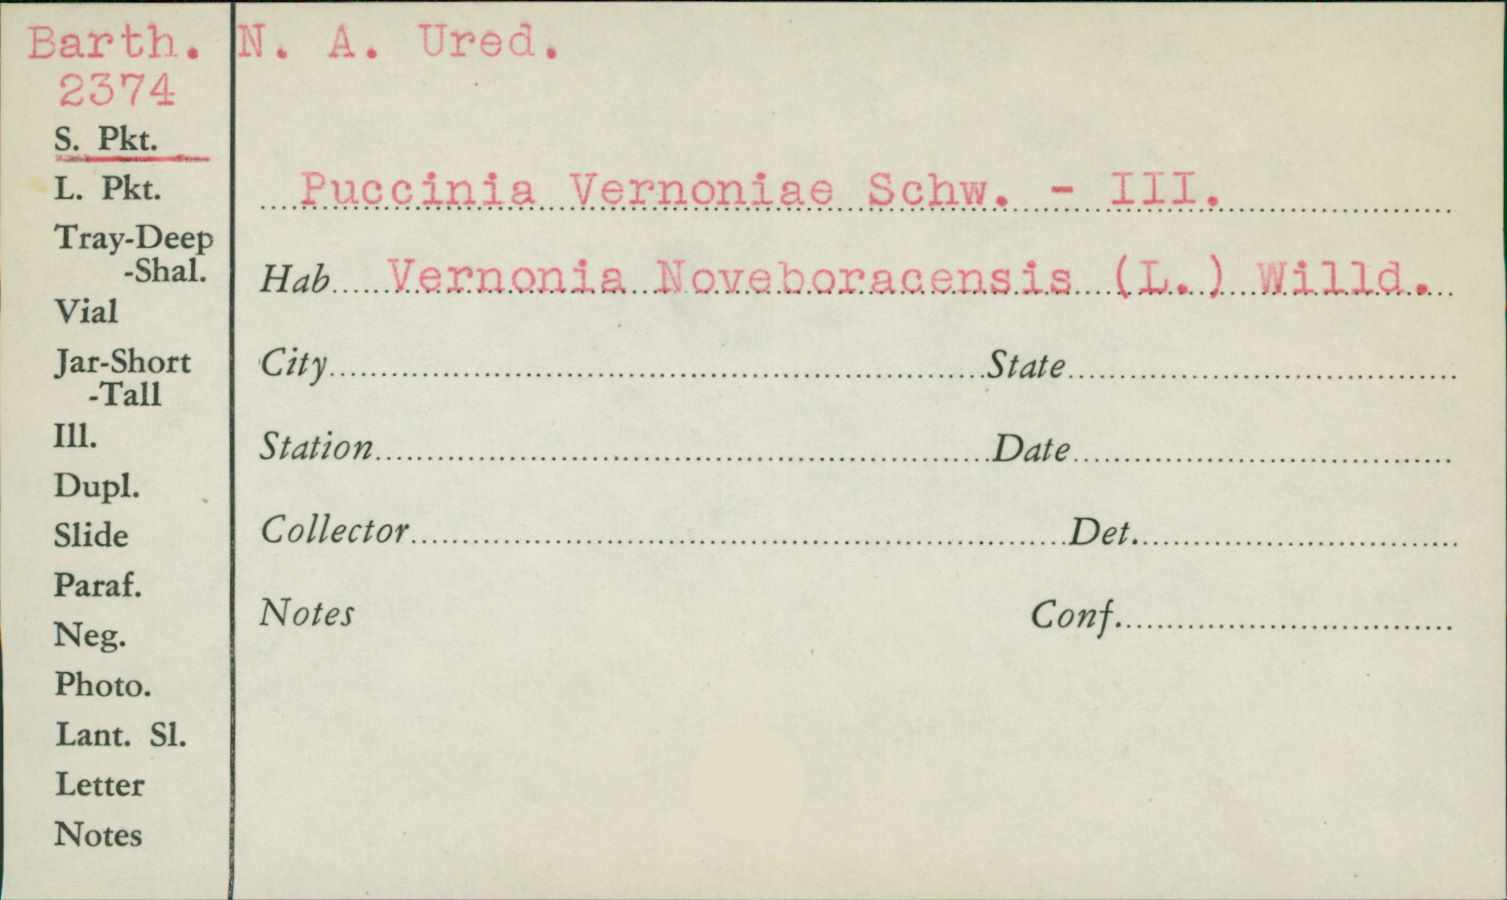 Barth. N. A. Ured.
2374
S. Pkt.
L. Pkt.
Tray-Deep
-Shal.
Vial
Jar-Short
-Tall
Ill.
Dupl.
Slide
Paraf.
Neg.
Photo.
Lant. Sl.
Letter
Notes
Puccinia Vernoniae Schw. - III.
Hab Vernonia Noveboracensis (L.) Willd.
City State
Station Date
Collector Det.
Notes Conf.